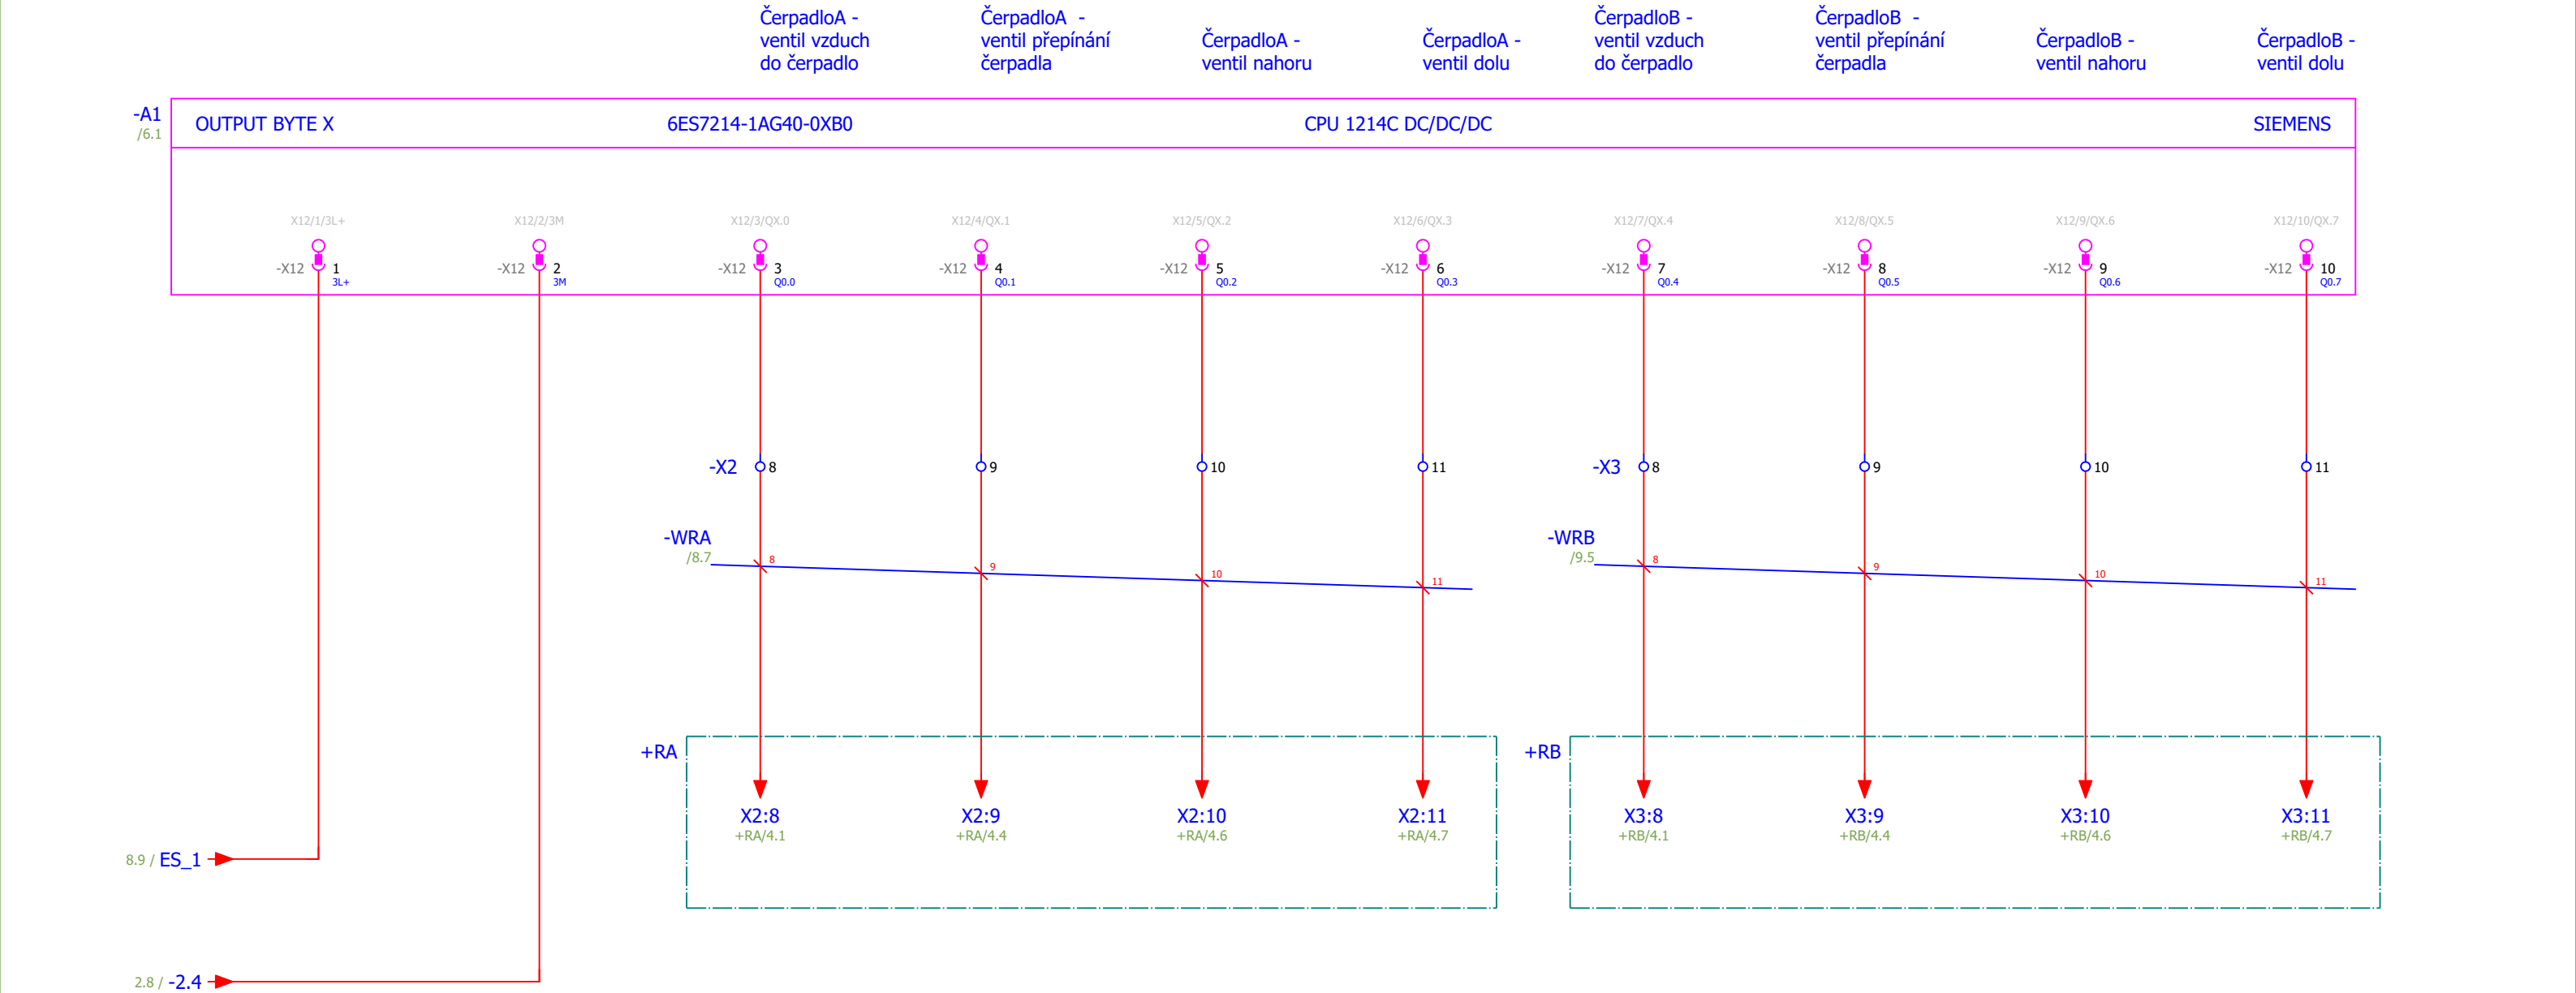 ČerpadloA -
ventil vzduch
do čerpadlo
ČerpadloA  -
ventil přepínání
čerpadla
ČerpadloA -
ventil nahoru
ČerpadloA -
ventil dolu
ČerpadloB -
ventil vzduch
do čerpadlo
ČerpadloB  -
ventil přepínání
čerpadla
ČerpadloB -
ventil nahoru
ČerpadloB -
ventil dolu
-A1
/6.1
OUTPUT BYTE X 6ES7214-1AG40-0XB0 CPU 1214C DC/DC/DC SIEMENS
X12/1/3L+ X12/2/3M X12/3/QX.0 X12/4/QX.1 X12/5/QX.2 X12/6/QX.3 X12/7/QX.4 X12/8/QX.5 X12/9/QX.6 X12/10/QX.7
-X12 1 -X12 2 -X12 3 -X12 4 -X12 5 -X12 6 -X12 7 -X12 8 -X12 9 -X12 10
3L+ 3M Q0.0 Q0.1 Q0.2 Q0.3 Q0.4 Q0.5 Q0.6 Q0.7
-X2 8 9 10 11 -X3 8 9 10 11
-WRA
/8.7
8 9 10 11
-WRB
/9.5
8 9 10 11
+RA
X2:8 X2:9 X2:10 X2:11
+RA/4.1 +RA/4.4 +RA/4.6 +RA/4.7
+RB
X3:8 X3:9 X3:10 X3:11
+RB/4.1 +RB/4.4 +RB/4.6 +RB/4.7
8.9 / ES_1
2.8 / -2.4